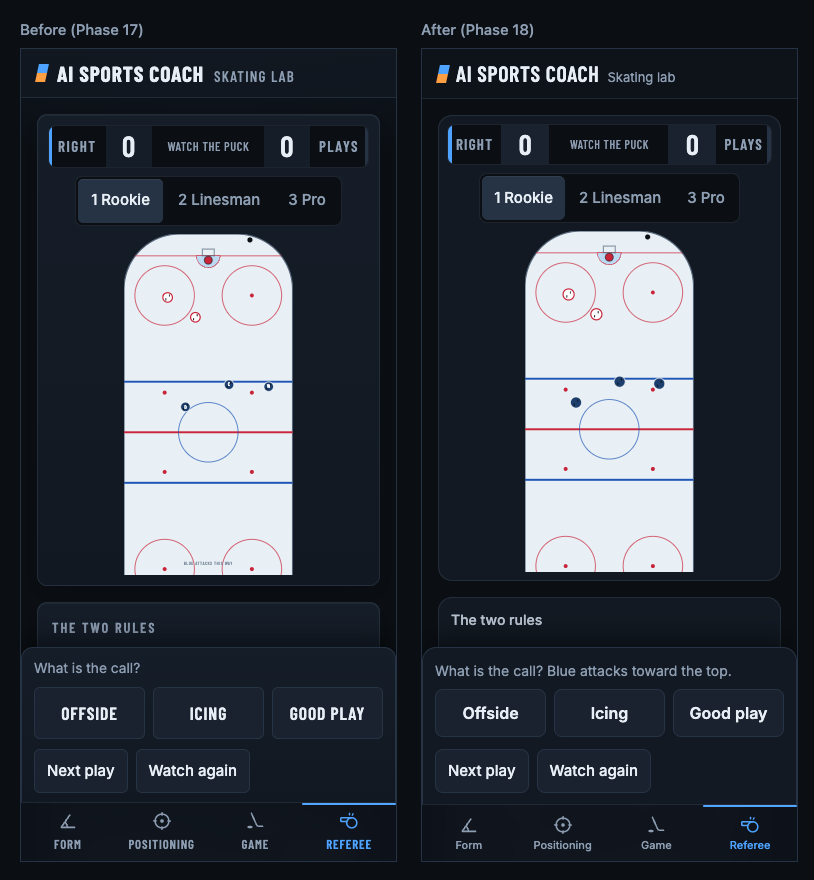 Before (Phase 17)
AI SPORTS COACH SKATING LAB
RIGHT 0 WATCH THE PUCK 0 PLAYS
1 Rookie 2 Linesman 3 Pro
THE TWO RULES
What is the call?
OFFSIDE ICING GOOD PLAY
Next play Watch again
FORM POSITIONING GAME REFEREE
After (Phase 18)
AI SPORTS COACH Skating lab
RIGHT 0 WATCH THE PUCK 0 PLAYS
1 Rookie 2 Linesman 3 Pro
The two rules
What is the call? Blue attacks toward the top.
Offside Icing Good play
Next play Watch again
Form Positioning Game Referee